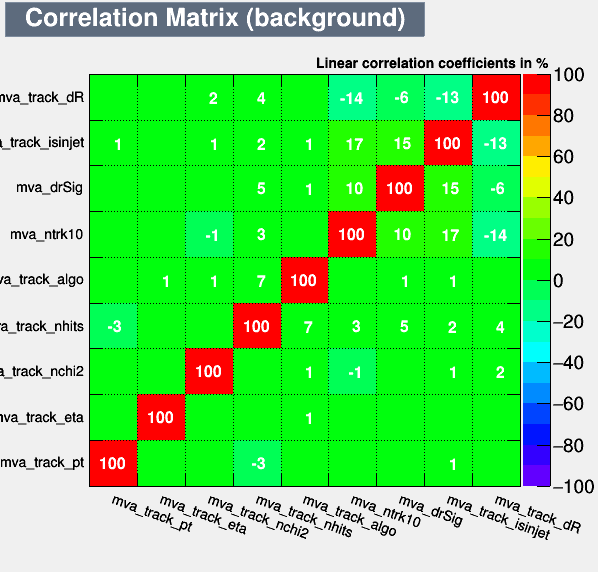 Correlation Matrix (background)
Linear correlation coefficients in %
mva_track_dR 2 4 -14 -6 -13 100
a_track_isinjet 1 1 2 1 17 15 100 -13
mva_drSig 5 1 10 100 15 -6
mva_ntrk10 -1 3 100 10 17 -14
va_track_algo 1 1 7 100 1 1
a_track_nhits -3 100 7 3 5 2 4
a_track_nchi2 100 1 -1 1 2
mva_track_eta 100 1
mva_track_pt 100 -3 1
100
80
60
40
20
0
−20
−40
−60
−80
−100
mva_track_pt
mva_track_eta
mva_track_nchi2
mva_track_nhits
mva_track_algo
mva_ntrk10
mva_drSig
mva_track_isinjet
mva_track_dR